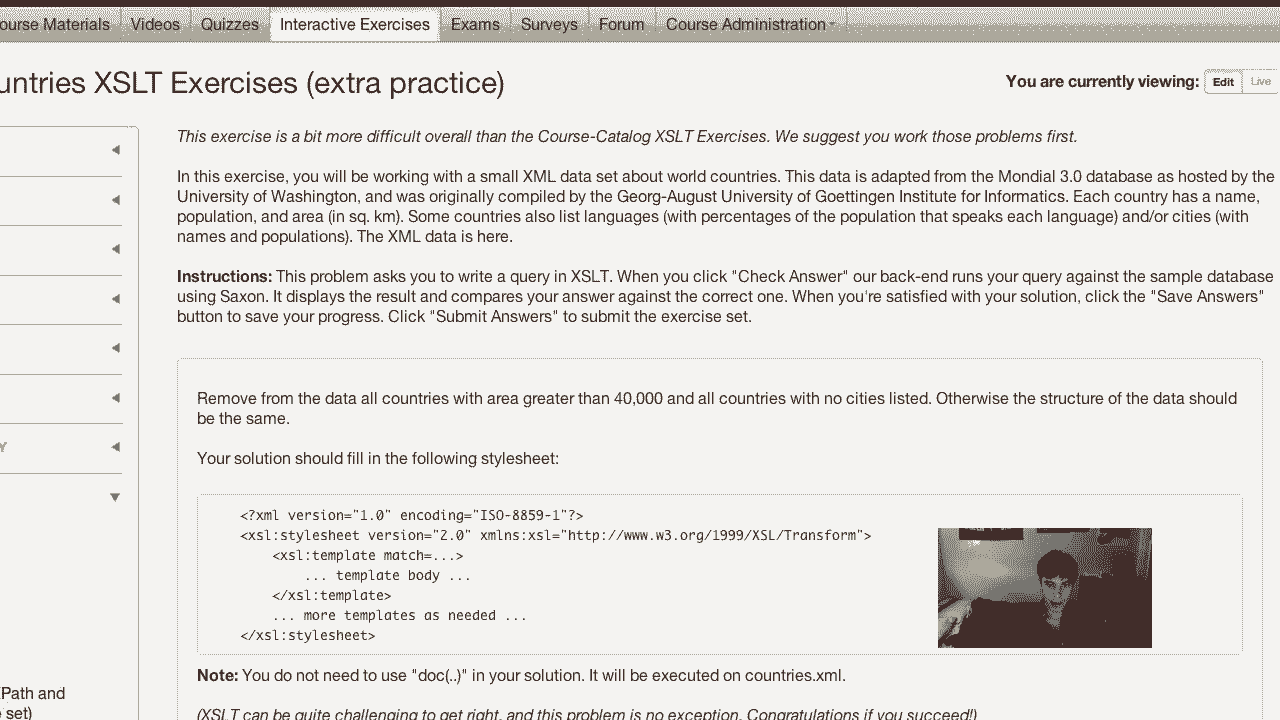 ourse Materials Videos Quizzes Interactive Exercises Exams Surveys Forum Course Administration
untries XSLT Exercises (extra practice)
You are currently viewing: Edit Live
This exercise is a bit more difficult overall than the Course-Catalog XSLT Exercises. We suggest you work those problems first.
In this exercise, you will be working with a small XML data set about world countries. This data is adapted from the Mondial 3.0 database as hosted by the
University of Washington, and was originally compiled by the Georg-August University of Goettingen Institute for Informatics. Each country has a name,
population, and area (in sq. km). Some countries also list languages (with percentages of the population that speaks each language) and/or cities (with
names and populations). The XML data is here.
Instructions: This problem asks you to write a query in XSLT. When you click "Check Answer" our back-end runs your query against the sample database
using Saxon. It displays the result and compares your answer against the correct one. When you're satisfied with your solution, click the "Save Answers"
button to save your progress. Click "Submit Answers" to submit the exercise set.
Remove from the data all countries with area greater than 40,000 and all countries with no cities listed. Otherwise the structure of the data should
be the same.
Y
Your solution should fill in the following stylesheet:
<?xml version="1.0" encoding="ISO-8859-1"?>
<xsl:stylesheet version="2.0" xmlns:xsl="http://www.w3.org/1999/XSL/Transform">
<xsl:template match=...>
... template body ...
</xsl:template>
... more templates as needed ...
</xsl:stylesheet>
Note: You do not need to use "doc(..)" in your solution. It will be executed on countries.xml.
(XSLT can be quite challenging to get right, and this problem is no exception. Congratulations if you succeed!)
XPath and
e set)